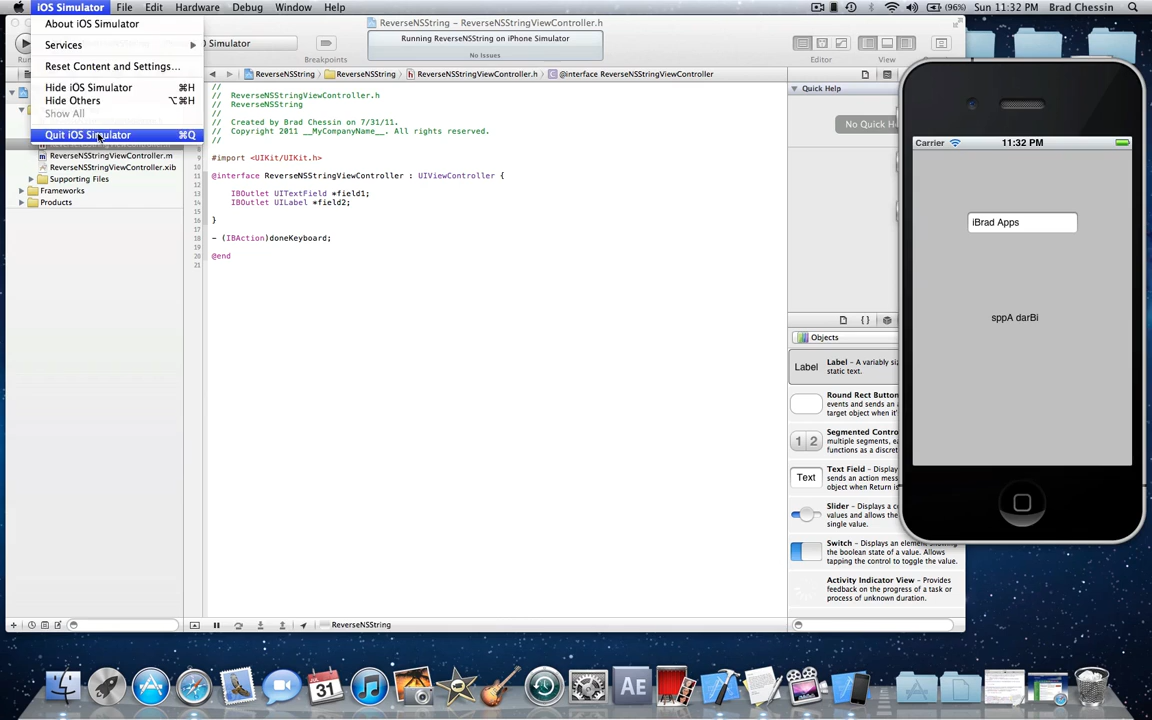 iOS Simulator File Edit Hardware Debug Window Help (96%) Sun 11:32 PM Brad Chessin
ReverseNSString – ReverseNSStringViewController.h
About iOS Simulator
Services
Reset Content and Settings...
Hide iOS Simulator ⌘H
Hide Others ⌥⌘H
Show All
Quit iOS Simulator ⌘Q
Simulator
Breakpoints
Running ReverseNSString on iPhone Simulator
No Issues
Editor
View
ReverseNSString ReverseNSString ReverseNSStringViewController.h @interface ReverseNSStringViewController
ReverseNSStringViewController.m
ReverseNSStringViewController.xib
Supporting Files
Frameworks
Products
//
// ReverseNSStringViewController.h
// ReverseNSString
//
// Created by Brad Chessin on 7/31/11.
// Copyright 2011 __MyCompanyName__. All rights reserved.
//
#import <UIKit/UIKit.h>
@interface ReverseNSStringViewController : UIViewController {
IBOutlet UITextField *field1;
IBOutlet UILabel *field2;
}
- (IBAction)doneKeyboard;
@end
Quick Help
No Quick H
Objects
Label
Label – A variably si
static text.
Round Rect Button
events and sends an
target object when it'
1 2
Segmented Contro
multiple segments, ea
functions as a discret
Text
Text Field – Display
sends an action mess
object when Return is
Slider – Displays a c
values and allows the
single value.
Switch – Displays an element showing
the boolean state of a value. Allows
tapping the control to toggle the value.
Activity Indicator View – Provides
feedback on the progress of a task or
process of unknown duration.
ReverseNSString
Carrier 11:32 PM
iBrad Apps
sppA darBi
JUL
31
AE